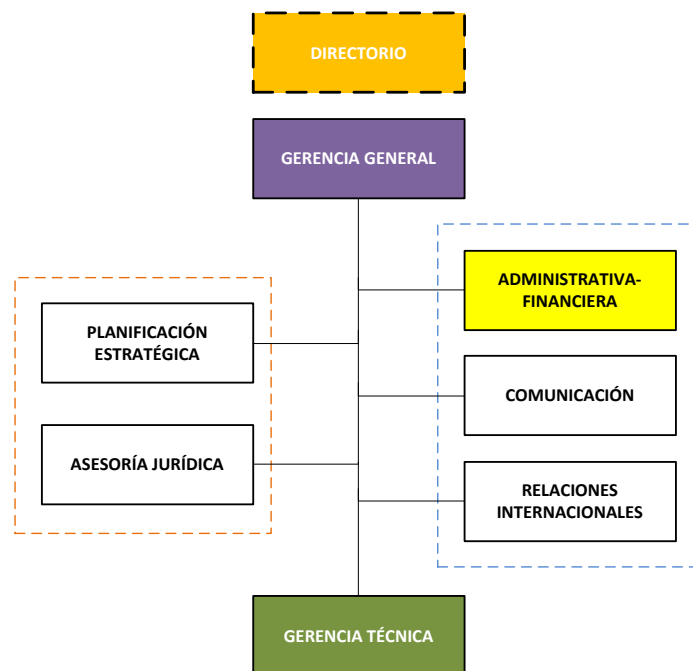 DIRECTORIO
GERENCIA GENERAL
ADMINISTRATIVA-
FINANCIERA
PLANIFICACIÓN
ESTRATÉGICA
COMUNICACIÓN
ASESORÍA JURÍDICA
RELACIONES
INTERNACIONALES
GERENCIA TÉCNICA